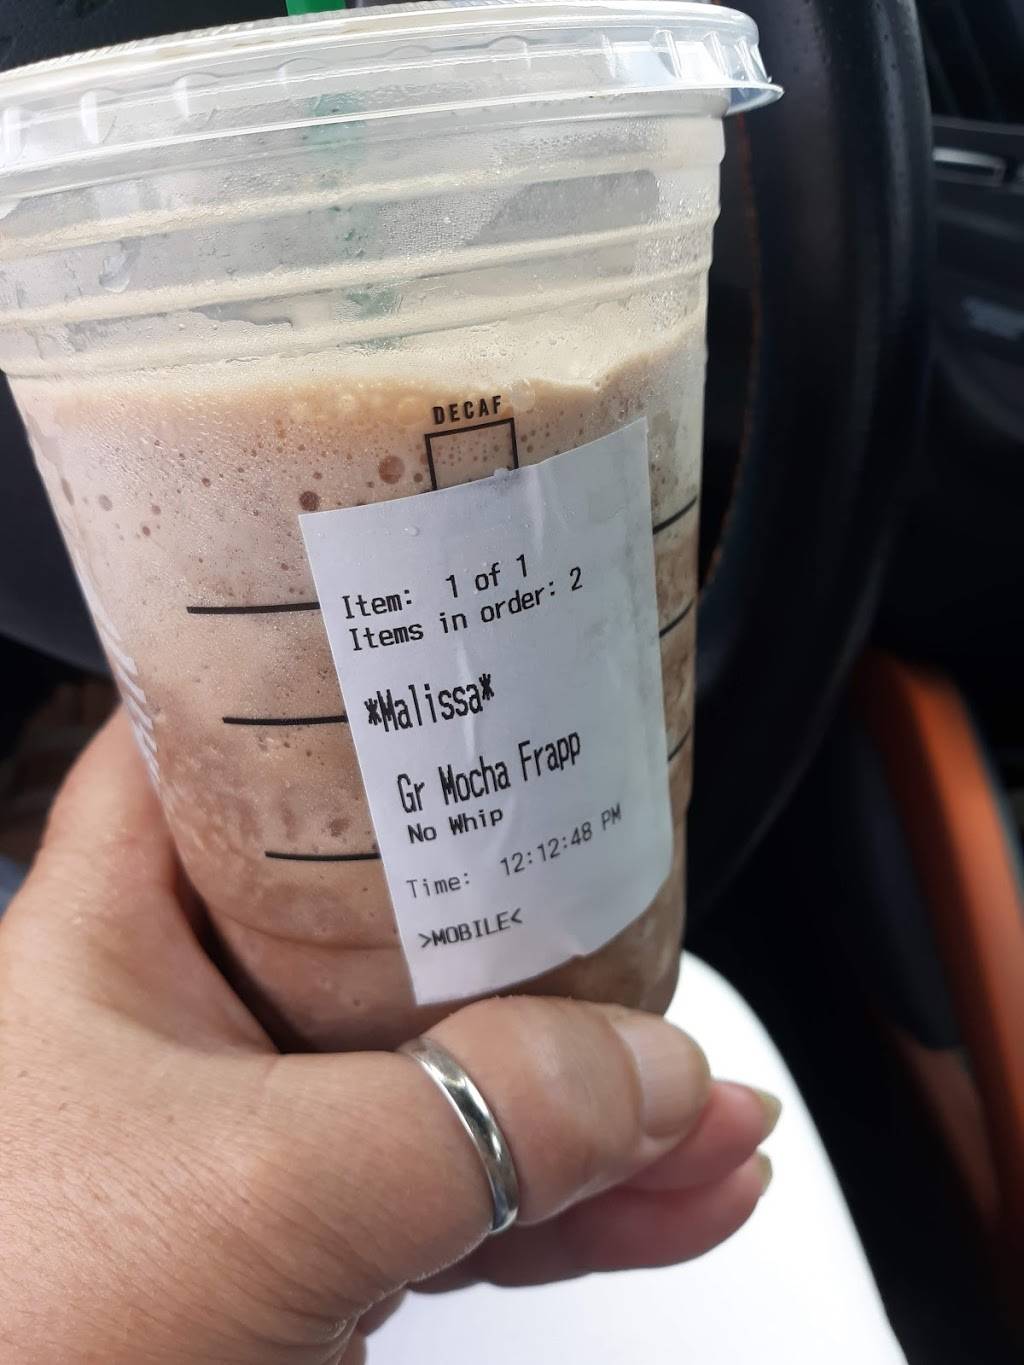 DECAF
Item: 1 of 1
Items in order: 2
*Malissa*
Gr Mocha Frapp
No Whip
Time: 12:12:48 PM
>MOBILE<